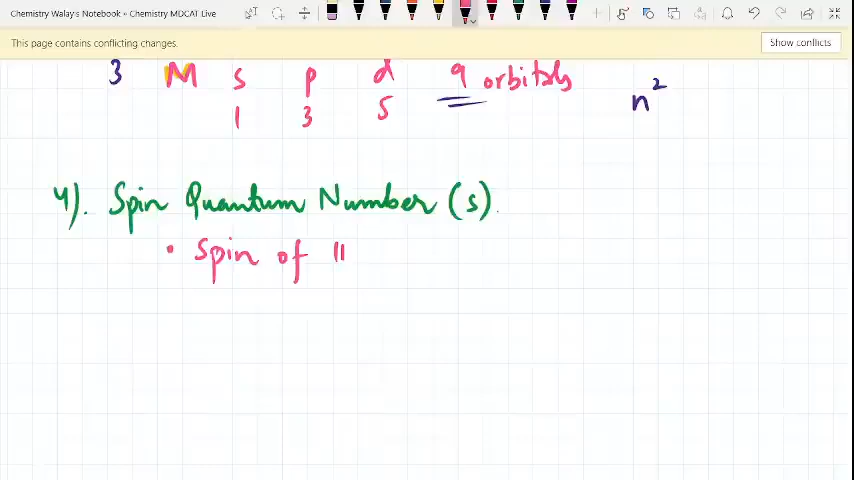 Chemistry Walay's Notebook » Chemistry MDCAT Live
This page contains conflicting changes.
Show conflicts
3 M s p d 9 orbitals
1 3 5
n²
4). Spin Quantum Number (s).
• Spin of